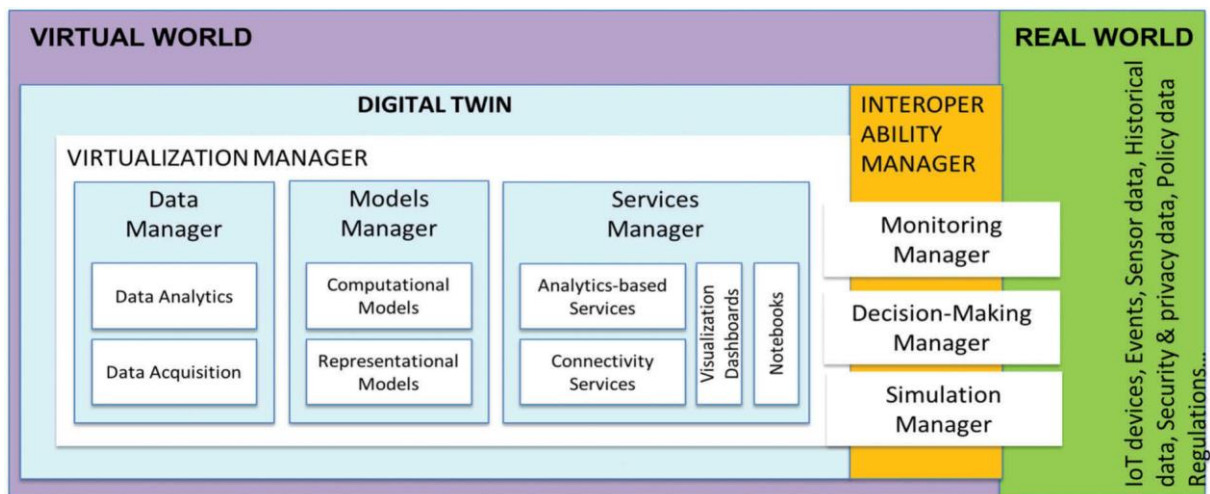 VIRTUAL WORLD
REAL WORLD
DIGITAL TWIN
INTEROPER
ABILITY
MANAGER
VIRTUALIZATION MANAGER
Data
Manager
Data Analytics
Data Acquisition
Models
Manager
Computational
Models
Representational
Models
Services
Manager
Analytics-based
Services
Connectivity
Services
Visualization
Dashboards
Notebooks
Monitoring
Manager
Decision-Making
Manager
Simulation
Manager
IoT devices, Events, Sensor data, Historical
data, Security & privacy data, Policy data
Regulations...